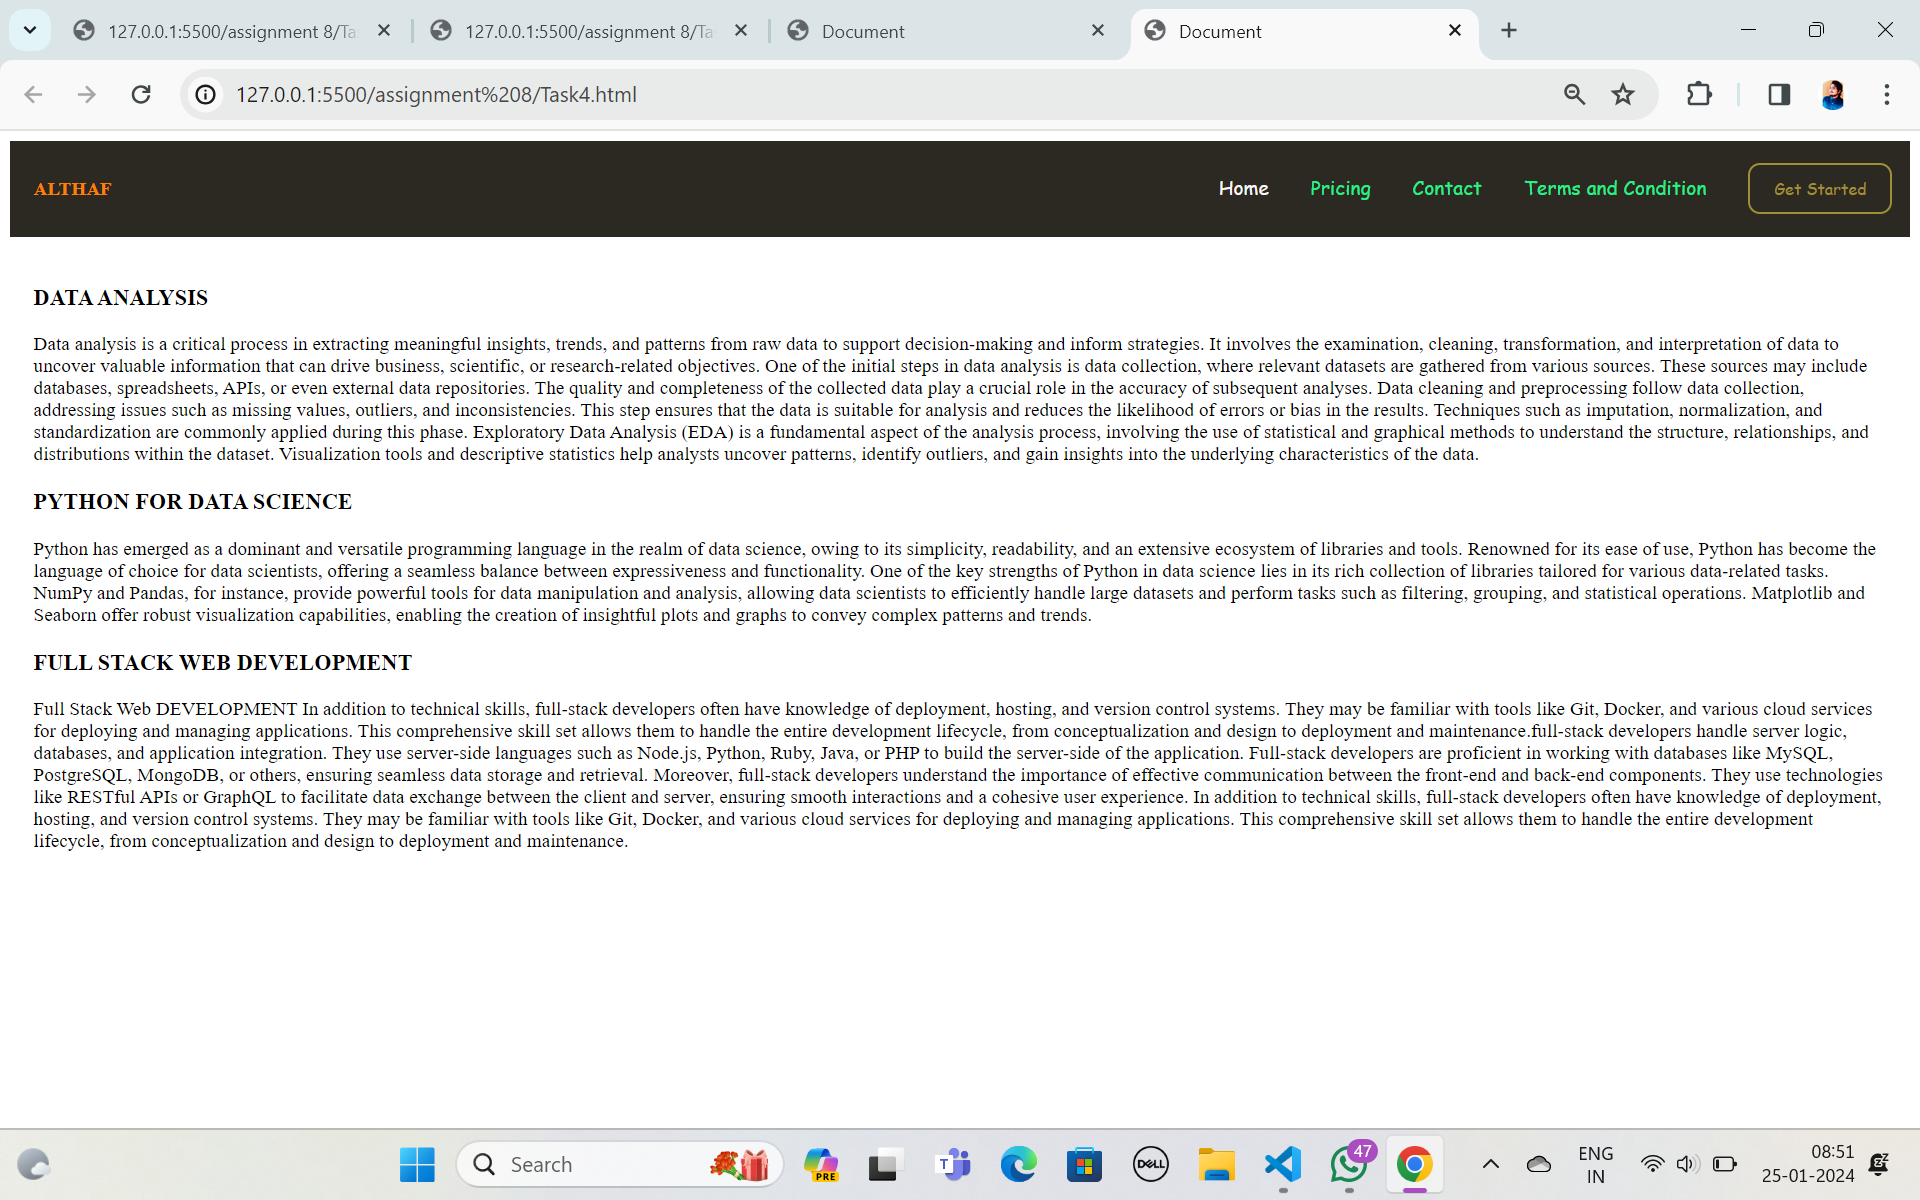 127.0.0.1:5500/assignment 8/Ta
127.0.0.1:5500/assignment 8/Ta
Document
Document
127.0.0.1:5500/assignment%208/Task4.html
ALTHAF
Home
Pricing
Contact
Terms and Condition
Get Started
DATA ANALYSIS
Data analysis is a critical process in extracting meaningful insights, trends, and patterns from raw data to support decision-making and inform strategies. It involves the examination, cleaning, transformation, and interpretation of data to
uncover valuable information that can drive business, scientific, or research-related objectives. One of the initial steps in data analysis is data collection, where relevant datasets are gathered from various sources. These sources may include
databases, spreadsheets, APIs, or even external data repositories. The quality and completeness of the collected data play a crucial role in the accuracy of subsequent analyses. Data cleaning and preprocessing follow data collection,
addressing issues such as missing values, outliers, and inconsistencies. This step ensures that the data is suitable for analysis and reduces the likelihood of errors or bias in the results. Techniques such as imputation, normalization, and
standardization are commonly applied during this phase. Exploratory Data Analysis (EDA) is a fundamental aspect of the analysis process, involving the use of statistical and graphical methods to understand the structure, relationships, and
distributions within the dataset. Visualization tools and descriptive statistics help analysts uncover patterns, identify outliers, and gain insights into the underlying characteristics of the data.
PYTHON FOR DATA SCIENCE
Python has emerged as a dominant and versatile programming language in the realm of data science, owing to its simplicity, readability, and an extensive ecosystem of libraries and tools. Renowned for its ease of use, Python has become the
language of choice for data scientists, offering a seamless balance between expressiveness and functionality. One of the key strengths of Python in data science lies in its rich collection of libraries tailored for various data-related tasks.
NumPy and Pandas, for instance, provide powerful tools for data manipulation and analysis, allowing data scientists to efficiently handle large datasets and perform tasks such as filtering, grouping, and statistical operations. Matplotlib and
Seaborn offer robust visualization capabilities, enabling the creation of insightful plots and graphs to convey complex patterns and trends.
FULL STACK WEB DEVELOPMENT
Full Stack Web DEVELOPMENT In addition to technical skills, full-stack developers often have knowledge of deployment, hosting, and version control systems. They may be familiar with tools like Git, Docker, and various cloud services
for deploying and managing applications. This comprehensive skill set allows them to handle the entire development lifecycle, from conceptualization and design to deployment and maintenance.full-stack developers handle server logic,
databases, and application integration. They use server-side languages such as Node.js, Python, Ruby, Java, or PHP to build the server-side of the application. Full-stack developers are proficient in working with databases like MySQL,
PostgreSQL, MongoDB, or others, ensuring seamless data storage and retrieval. Moreover, full-stack developers understand the importance of effective communication between the front-end and back-end components. They use technologies
like RESTful APIs or GraphQL to facilitate data exchange between the client and server, ensuring smooth interactions and a cohesive user experience. In addition to technical skills, full-stack developers often have knowledge of deployment,
hosting, and version control systems. They may be familiar with tools like Git, Docker, and various cloud services for deploying and managing applications. This comprehensive skill set allows them to handle the entire development
lifecycle, from conceptualization and design to deployment and maintenance.
Search
PRE
T
DELL
47
ENG
IN
08:51
25-01-2024